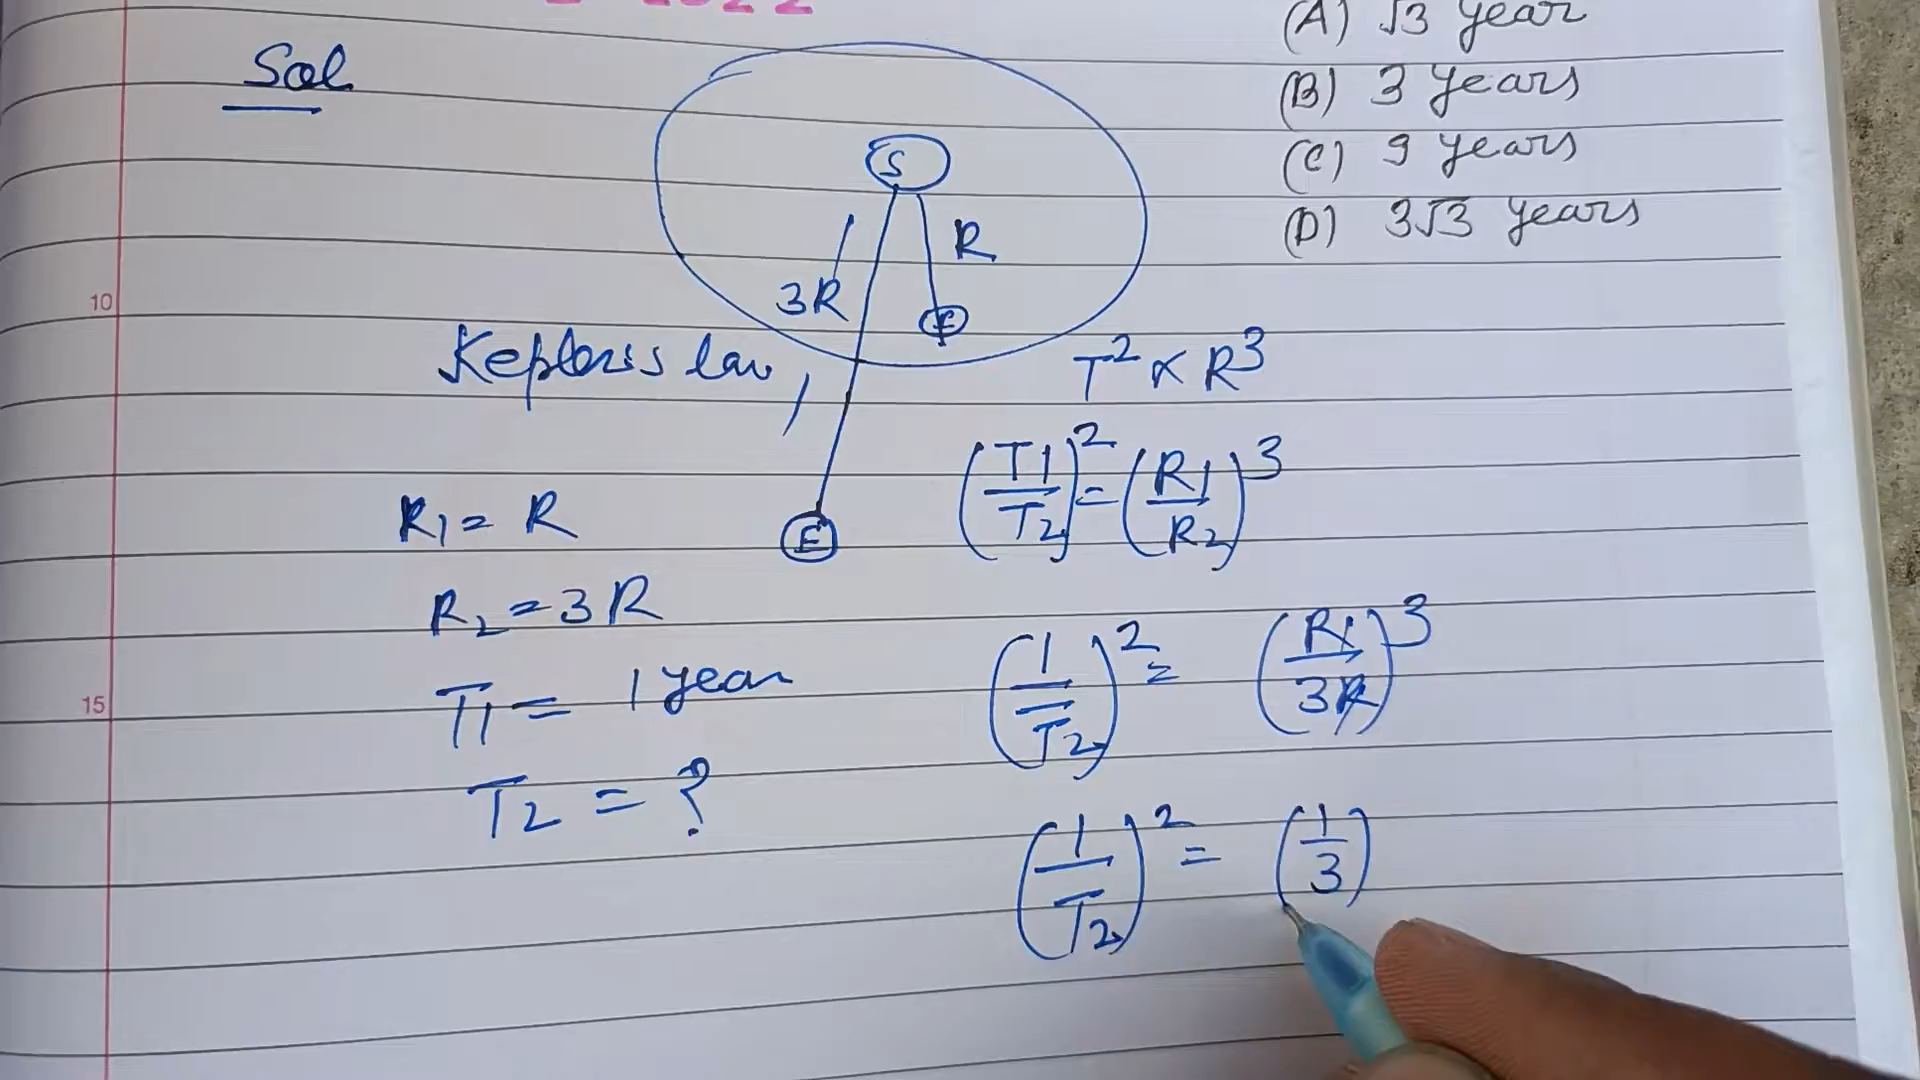 (A) √3 year
Sol
(B) 3 years
S
(C) 9 years
R
(D) 3√3 years
3R
10
E
Kepler's law,
T² ∝ R³
(T1/T2)² = (R1/R2)³
R1 = R
E
R2 = 3R
(1/T2)² = (R/3R)³
T1 = 1 year
15
T2 = ?
(1/T2)² = (1/3)